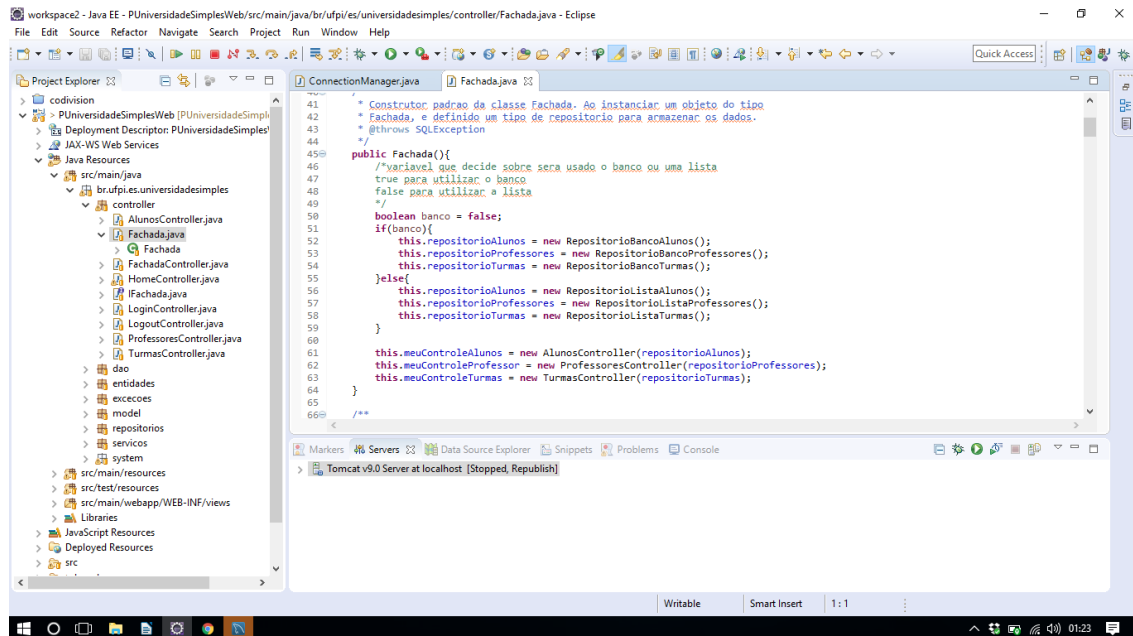 workspace2 - Java EE - PUniversidadeSimplesWeb/src/main/java/br/ufpi/es/universidadesimples/controller/Fachada.java - Eclipse
File Edit Source Refactor Navigate Search Project Run Window Help
Quick Access
Project Explorer
codivision
> PUniversidadeSimplesWeb [PUniversidadeSimpl
Deployment Descriptor: PUniversidadeSimples
JAX-WS Web Services
Java Resources
src/main/java
br.ufpi.es.universidadesimples
controller
AlunosController.java
Fachada.java
Fachada
FachadaController.java
HomeController.java
IFachada.java
LoginController.java
LogoutController.java
ProfessoresController.java
TurmasController.java
dao
entidades
excecoes
model
repositorios
servicos
system
src/main/resources
src/test/resources
src/main/webapp/WEB-INF/views
Libraries
JavaScript Resources
Deployed Resources
src
ConnectionManager.java Fachada.java
41 * Construtor padrao da classe Fachada. Ao instanciar um objeto do tipo
42 * Fachada, e definido um tipo de repositorio para armazenar os dados.
43 * @throws SQLException
44 */
45 public Fachada(){
46 /*variavel que decide sobre sera usado o banco ou uma lista
47 true para utilizar o banco
48 false para utilizar a lista
49 */
50 boolean banco = false;
51 if(banco){
52 this.repositorioAlunos = new RepositorioBancoAlunos();
53 this.repositorioProfessores = new RepositorioBancoProfessores();
54 this.repositorioTurmas = new RepositorioBancoTurmas();
55 }else{
56 this.repositorioAlunos = new RepositorioListaAlunos();
57 this.repositorioProfessores = new RepositorioListaProfessores();
58 this.repositorioTurmas = new RepositorioListaTurmas();
59 }
60
61 this.meuControleAlunos = new AlunosController(repositorioAlunos);
62 this.meuControleProfessor = new ProfessoresController(repositorioProfessores);
63 this.meuControleTurmas = new TurmasController(repositorioTurmas);
64 }
65
66 /**
Markers Servers Data Source Explorer Snippets Problems Console
Tomcat v9.0 Server at localhost [Stopped, Republish]
Writable Smart Insert 1 : 1
01:23